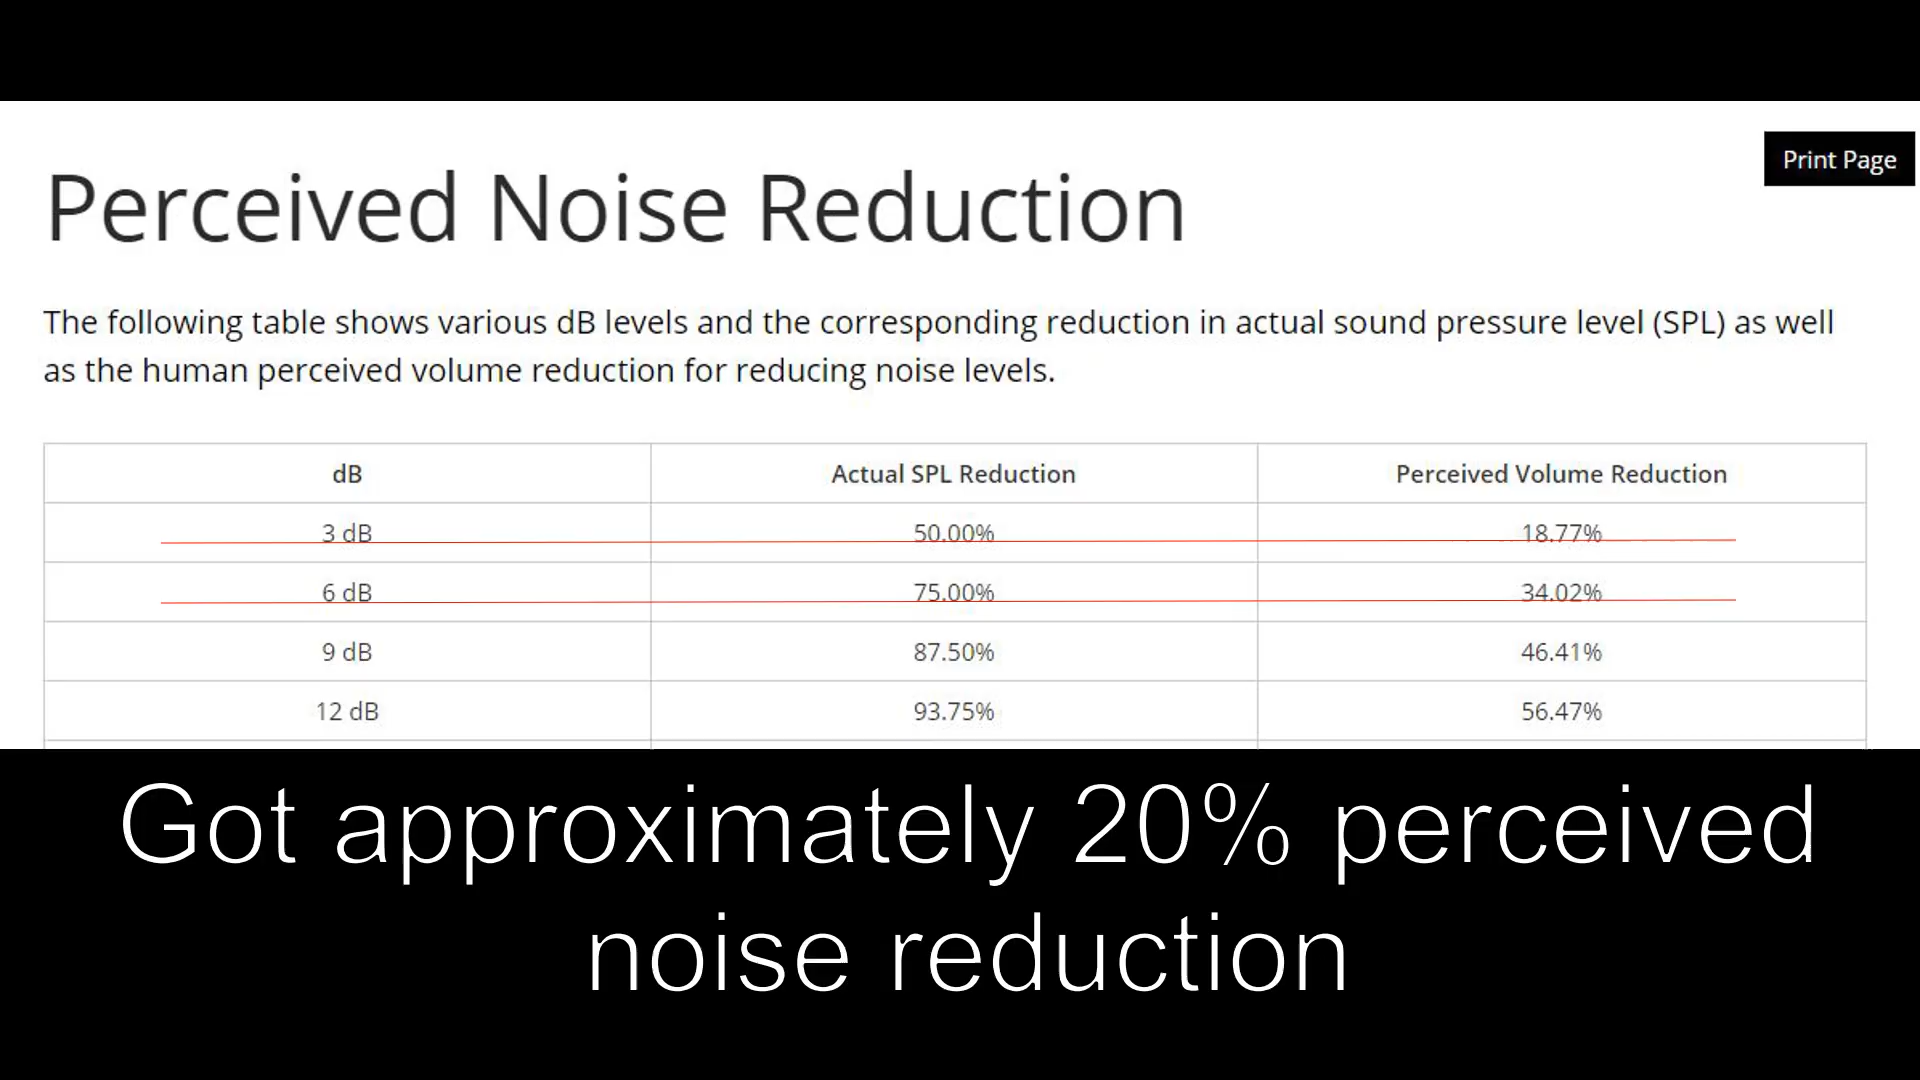 Print Page
Perceived Noise Reduction
The following table shows various dB levels and the corresponding reduction in actual sound pressure level (SPL) as well
as the human perceived volume reduction for reducing noise levels.
dB Actual SPL Reduction Perceived Volume Reduction
3 dB 50.00% 18.77%
6 dB 75.00% 34.02%
9 dB 87.50% 46.41%
12 dB 93.75% 56.47%
Got approximately 20% perceived
noise reduction